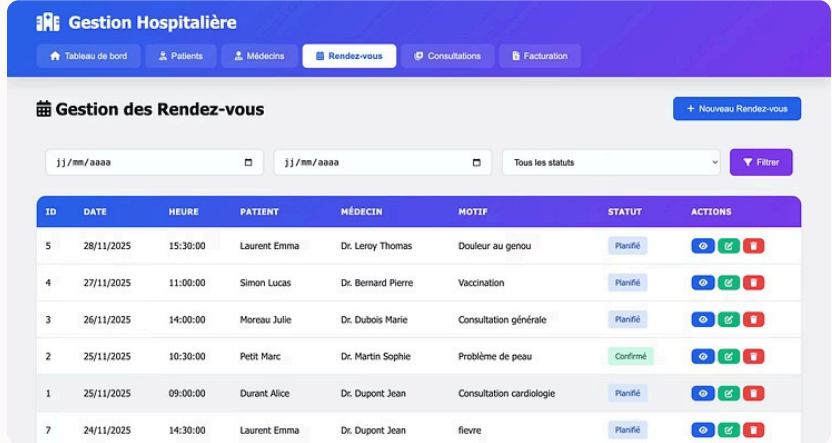 Gestion Hospitalière
Tableau de bord Patients Médecins Rendez-vous Consultations Facturation
Gestion des Rendez-vous + Nouveau Rendez-vous
jj/mm/aaaa jj/mm/aaaa Tous les statuts Filtrer
ID DATE HEURE PATIENT MÉDECIN MOTIF STATUT ACTIONS
5 28/11/2025 15:30:00 Laurent Emma Dr. Leroy Thomas Douleur au genou Planifié
4 27/11/2025 11:00:00 Simon Lucas Dr. Bernard Pierre Vaccination Planifié
3 26/11/2025 14:00:00 Moreau Julie Dr. Dubois Marie Consultation générale Planifié
2 25/11/2025 10:30:00 Petit Marc Dr. Martin Sophie Problème de peau Confirmé
1 25/11/2025 09:00:00 Durant Alice Dr. Dupont Jean Consultation cardiologie Planifié
7 24/11/2025 14:30:00 Laurent Emma Dr. Dupont Jean fievre Planifié